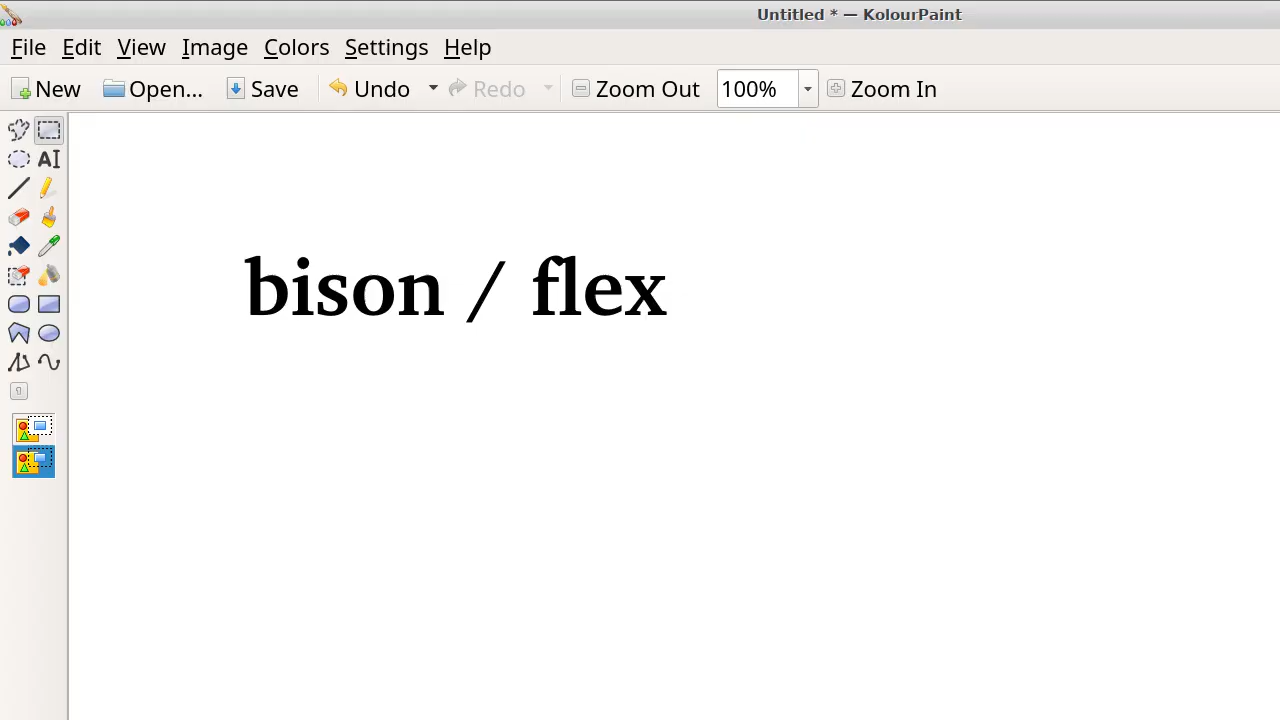 Untitled * — KolourPaint
File Edit View Image Colors Settings Help
New Open... Save Undo Redo Zoom Out 100% Zoom In
AI
bison / flex